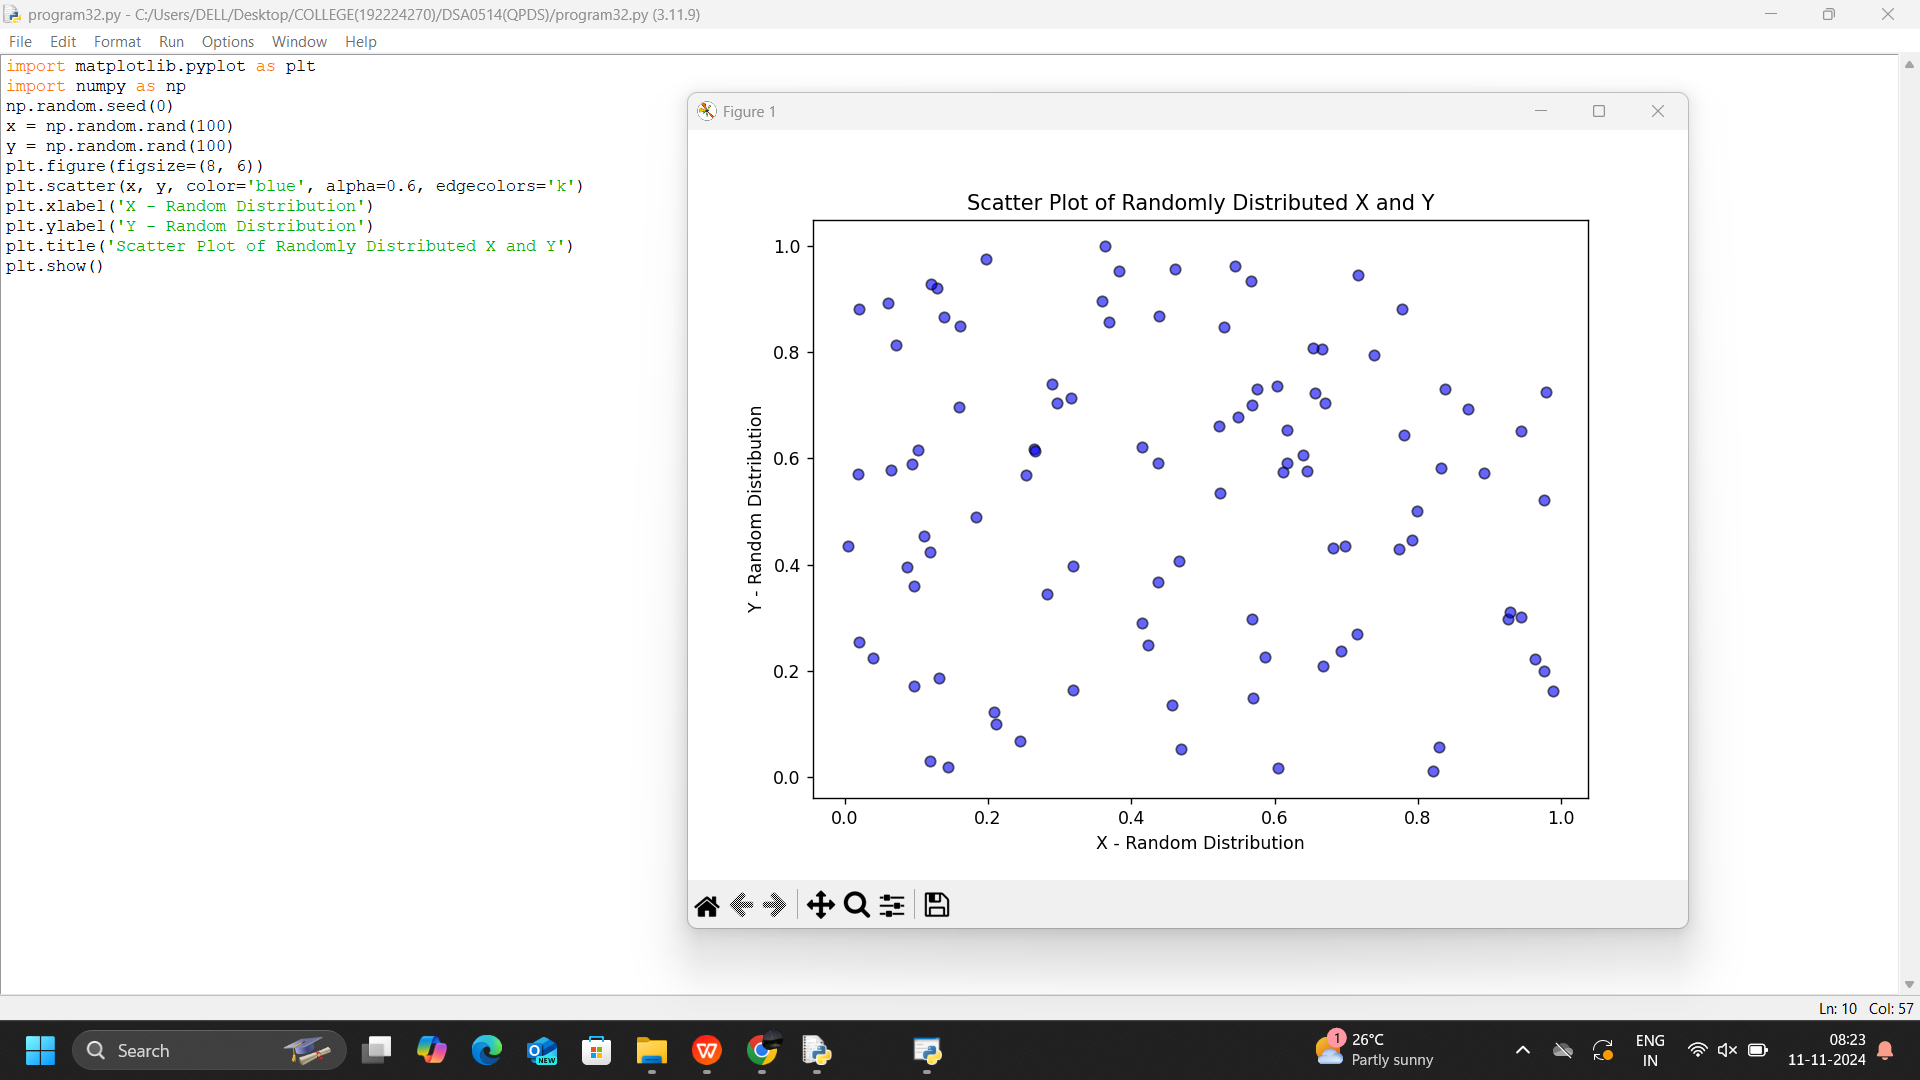 program32.py - C:/Users/DELL/Desktop/COLLEGE(192224270)/DSA0514(QPDS)/program32.py (3.11.9)
File Edit Format Run Options Window Help
import matplotlib.pyplot as plt
import numpy as np
np.random.seed(0)
x = np.random.rand(100)
y = np.random.rand(100)
plt.figure(figsize=(8, 6))
plt.scatter(x, y, color='blue', alpha=0.6, edgecolors='k')
plt.xlabel('X - Random Distribution')
plt.ylabel('Y - Random Distribution')
plt.title('Scatter Plot of Randomly Distributed X and Y')
plt.show()
Figure 1
Scatter Plot of Randomly Distributed X and Y
1.0
0.8
0.6
0.4
0.2
0.0
Y - Random Distribution
0.0 0.2 0.4 0.6 0.8 1.0
X - Random Distribution
Ln: 10 Col: 57
Search
NEW
W
1
26°C
Partly sunny
ENG
IN
08:23
11-11-2024